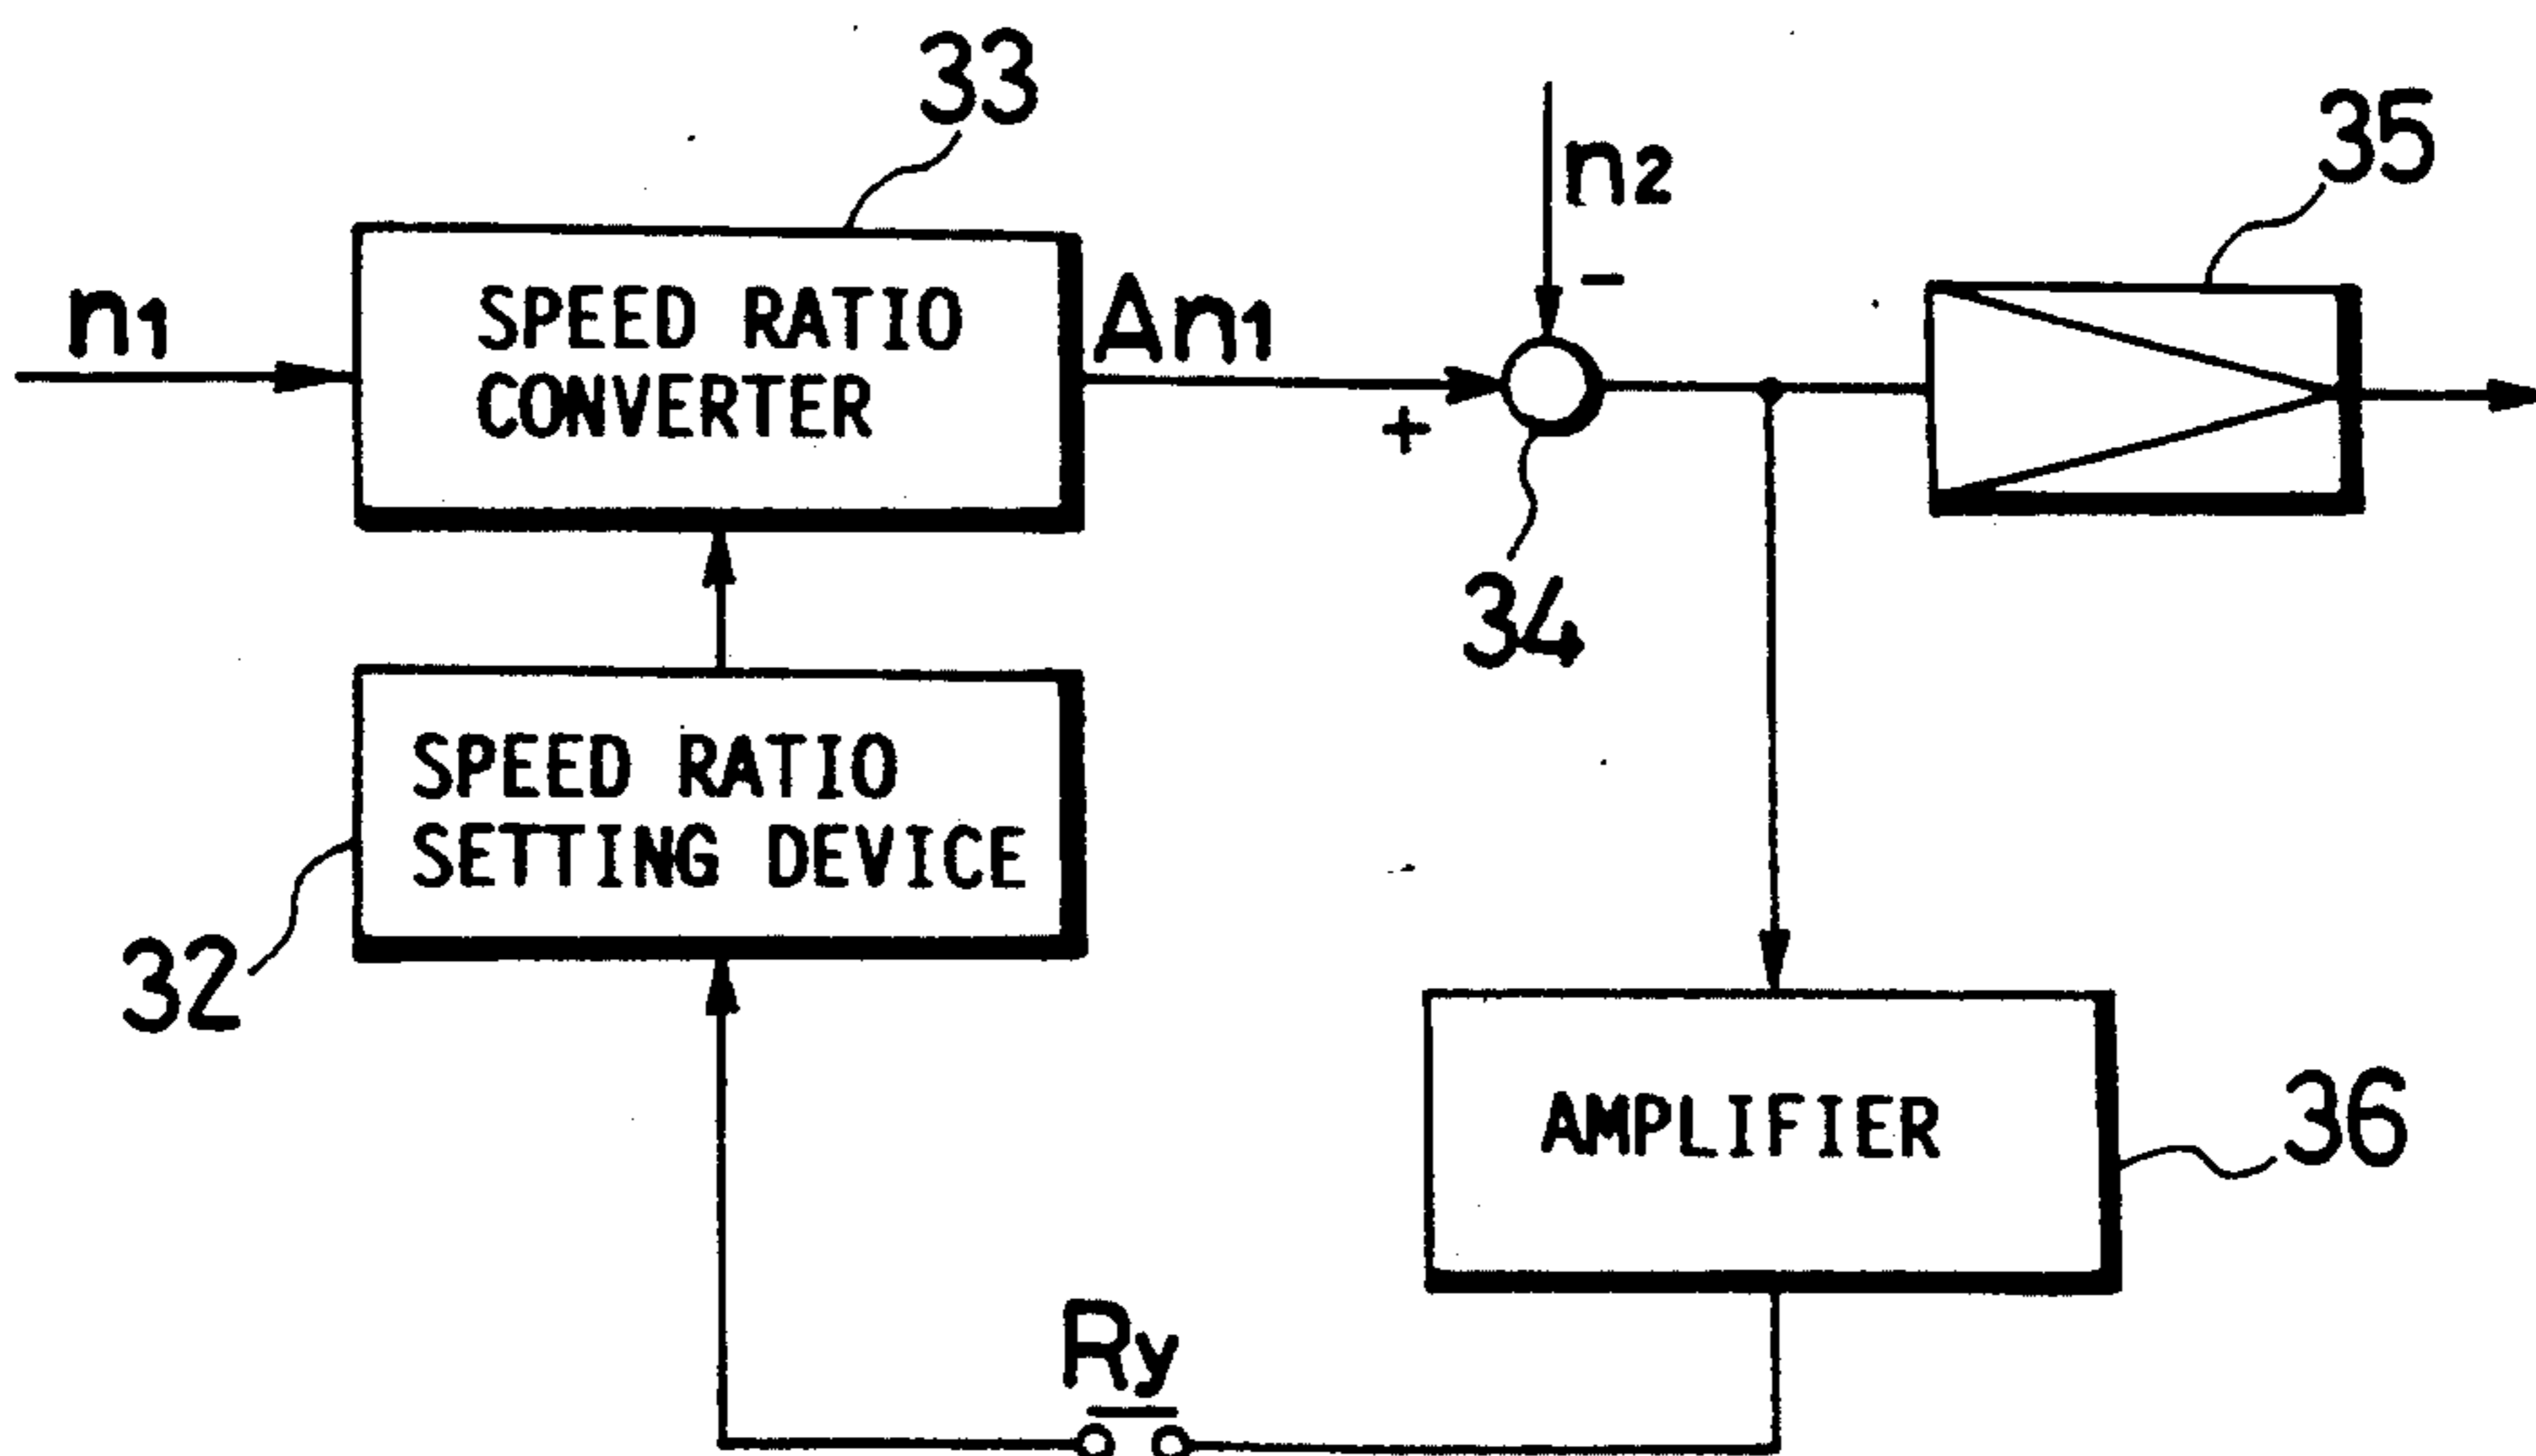 33
35
n2
-
n1
SPEED RATIO
CONVERTER
An1
+
34
SPEED RATIO
SETTING DEVICE
32
AMPLIFIER
36
Ry